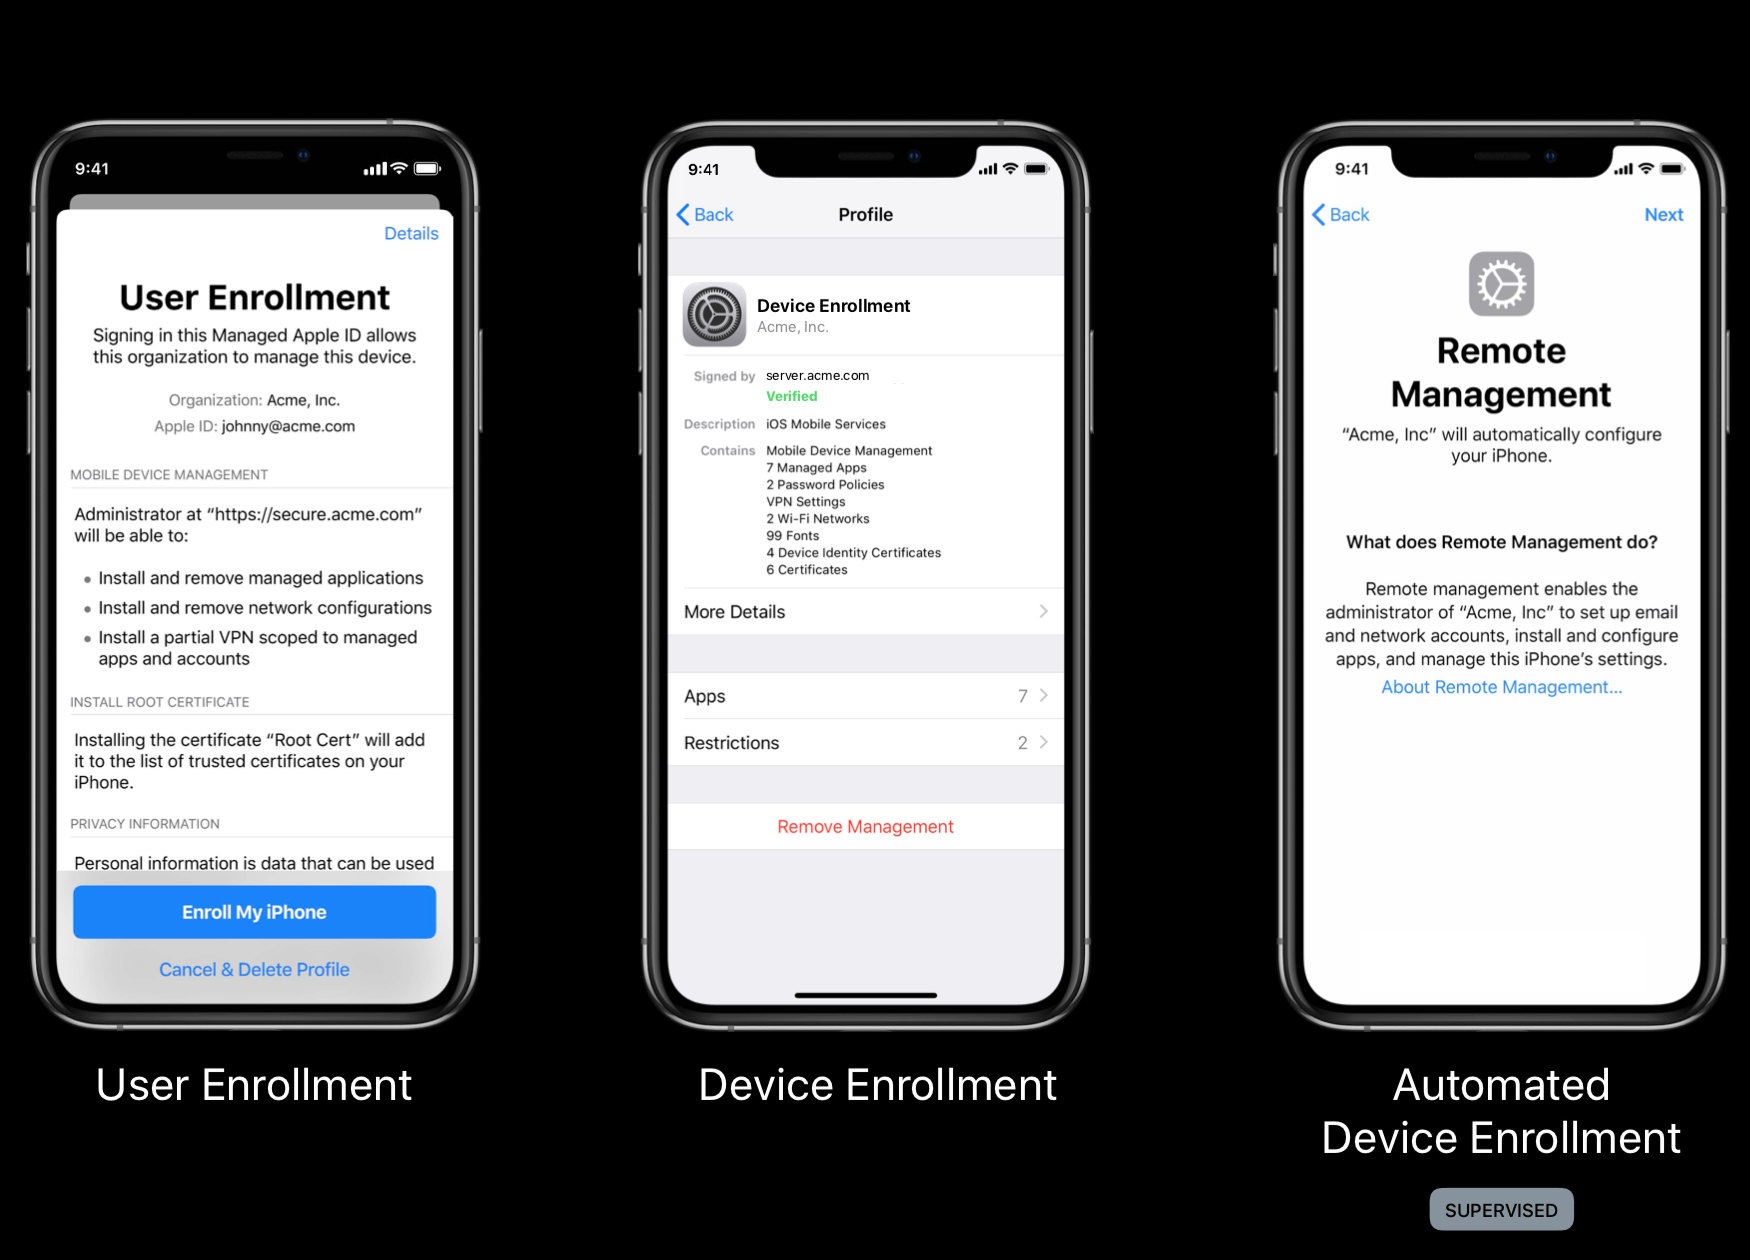 9:41
Details
User Enrollment
Signing in this Managed Apple ID allows
this organization to manage this device.
Organization: Acme, Inc.
Apple ID: johnny@acme.com
MOBILE DEVICE MANAGEMENT
Administrator at “https://secure.acme.com”
will be able to:
• Install and remove managed applications
• Install and remove network configurations
• Install a partial VPN scoped to managed
apps and accounts
INSTALL ROOT CERTIFICATE
Installing the certificate “Root Cert” will add
it to the list of trusted certificates on your
iPhone.
PRIVACY INFORMATION
Personal information is data that can be used
Enroll My iPhone
Cancel & Delete Profile
User Enrollment
9:41
Back Profile
Device Enrollment
Acme, Inc.
Signed by server.acme.com
Verified
Description iOS Mobile Services
Contains Mobile Device Management
7 Managed Apps
2 Password Policies
VPN Settings
2 Wi-Fi Networks
99 Fonts
4 Device Identity Certificates
6 Certificates
More Details
Apps 7
Restrictions 2
Remove Management
Device Enrollment
9:41
Back Next
Remote
Management
“Acme, Inc” will automatically configure
your iPhone.
What does Remote Management do?
Remote management enables the
administrator of “Acme, Inc” to set up email
and network accounts, install and configure
apps, and manage this iPhone’s settings.
About Remote Management...
Automated
Device Enrollment
SUPERVISED